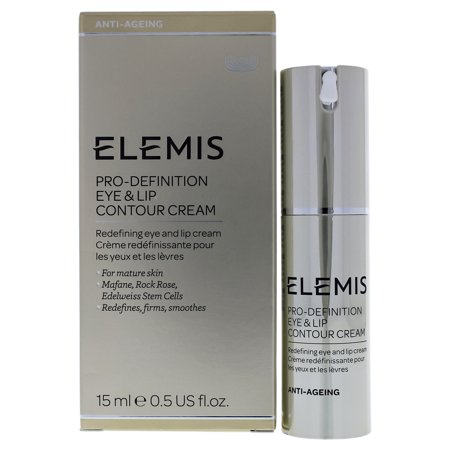 ANTI-AGEING
ELEMIS
PRO-DEFINITION
EYE & LIP
CONTOUR CREAM
Redefining eye and lip cream
Crème redéfinissante pour
les yeux et les lèvres
For mature skin
Mafane, Rock Rose,
Edelweiss Stem Cells
Redefines, firms, smoothes
15 ml ℮ 0.5 US fl.oz.
ELEMIS
PRO-DEFINITION
EYE & LIP
CONTOUR CREAM
Redefining eye and lip cream
Crème redéfinissante pour
les yeux et les lèvres
ANTI-AGEING